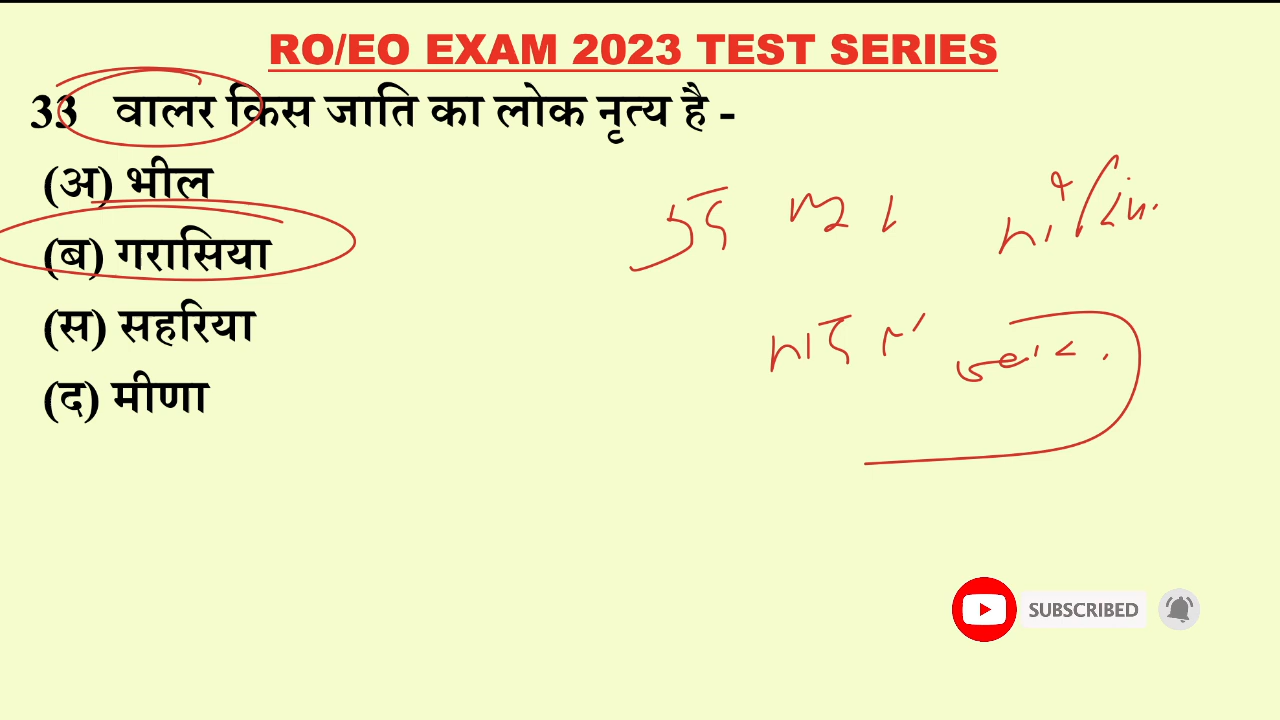 RO/EO EXAM 2023 TEST SERIES
33 वालर किस जाति का लोक नृत्य है -
(अ) भील
(ब) गरासिया
(स) सहरिया
(द) मीणा
SUBSCRIBED